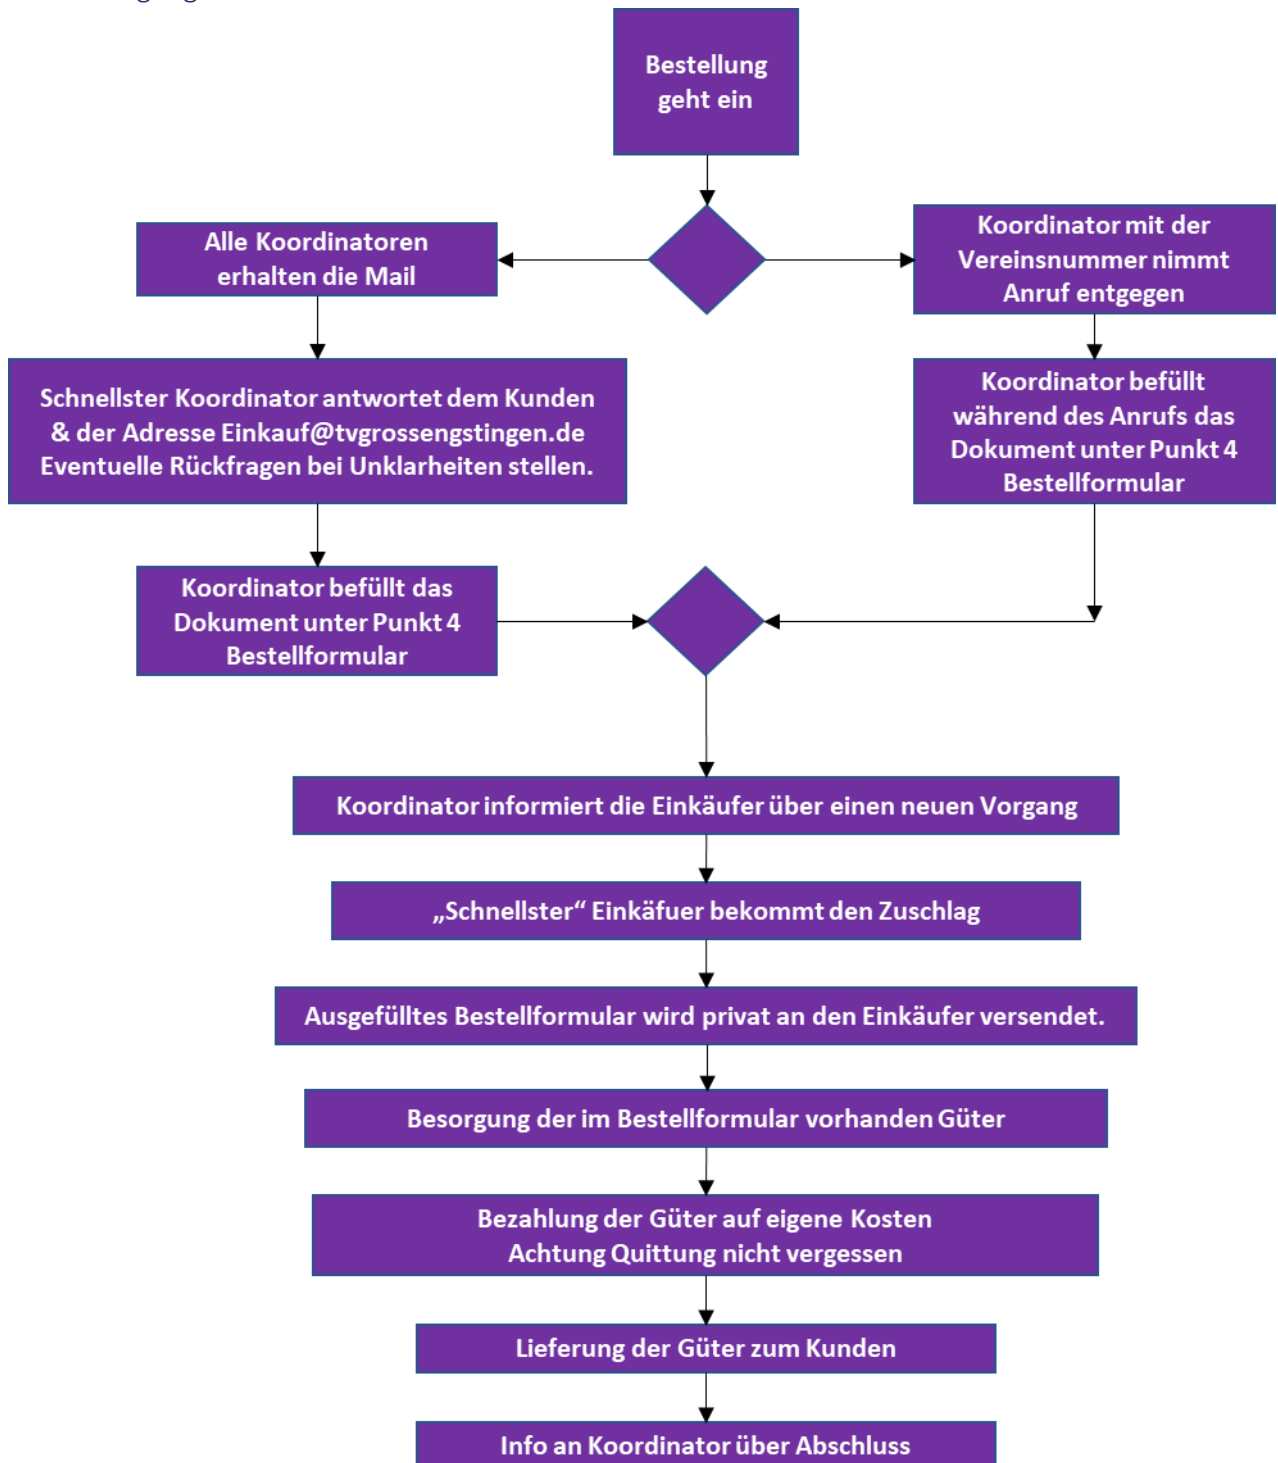 Bestellung
geht ein
Alle Koordinatoren
erhalten die Mail
Koordinator mit der
Vereinsnummer nimmt
Anruf entgegen
Schnellster Koordinator antwortet dem Kunden
& der Adresse Einkauf@tvgrossengstingen.de
Eventuelle Rückfragen bei Unklarheiten stellen.
Koordinator befüllt
während des Anrufs das
Dokument unter Punkt 4
Bestellformular
Koordinator befüllt das
Dokument unter Punkt 4
Bestellformular
Koordinator informiert die Einkäufer über einen neuen Vorgang
„Schnellster“ Einkäfuer bekommt den Zuschlag
Ausgefülltes Bestellformular wird privat an den Einkäufer versendet.
Besorgung der im Bestellformular vorhanden Güter
Bezahlung der Güter auf eigene Kosten
Achtung Quittung nicht vergessen
Lieferung der Güter zum Kunden
Info an Koordinator über Abschluss